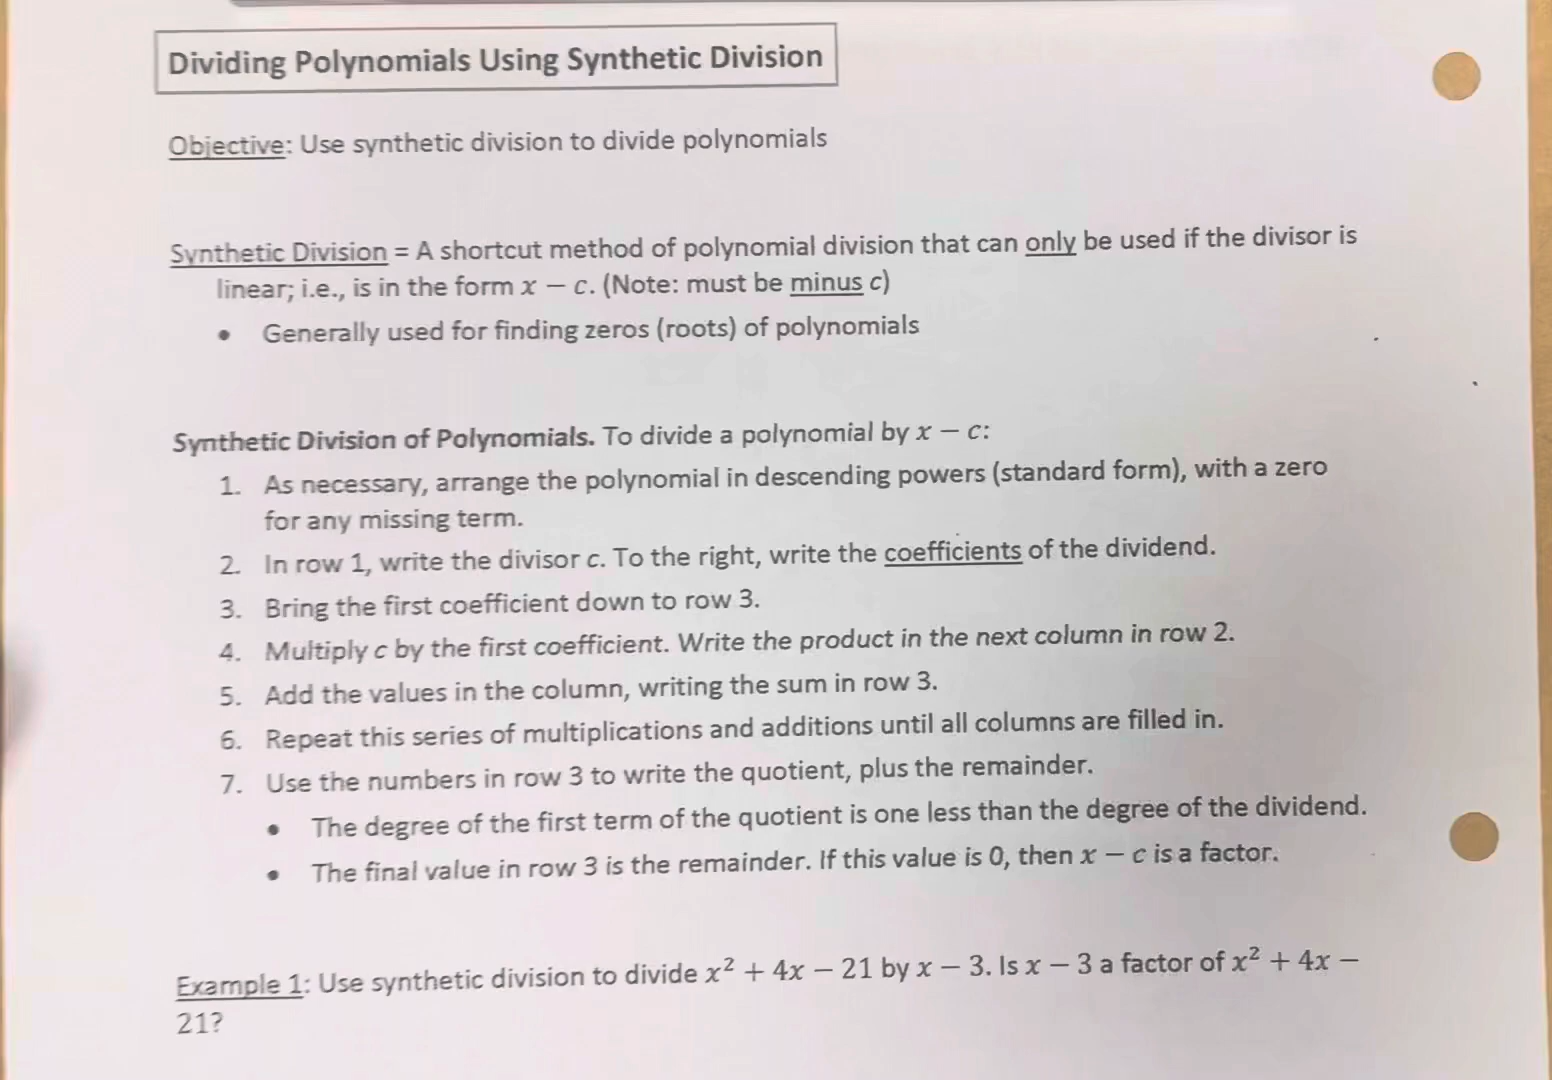 Dividing Polynomials Using Synthetic Division
Objective: Use synthetic division to divide polynomials
Synthetic Division = A shortcut method of polynomial division that can only be used if the divisor is
linear; i.e., is in the form x − c. (Note: must be minus c)
• Generally used for finding zeros (roots) of polynomials
Synthetic Division of Polynomials. To divide a polynomial by x − c:
1. As necessary, arrange the polynomial in descending powers (standard form), with a zero
for any missing term.
2. In row 1, write the divisor c. To the right, write the coefficients of the dividend.
3. Bring the first coefficient down to row 3.
4. Multiply c by the first coefficient. Write the product in the next column in row 2.
5. Add the values in the column, writing the sum in row 3.
6. Repeat this series of multiplications and additions until all columns are filled in.
7. Use the numbers in row 3 to write the quotient, plus the remainder.
• The degree of the first term of the quotient is one less than the degree of the dividend.
• The final value in row 3 is the remainder. If this value is 0, then x − c is a factor.
Example 1: Use synthetic division to divide x² + 4x − 21 by x − 3. Is x − 3 a factor of x² + 4x −
21?